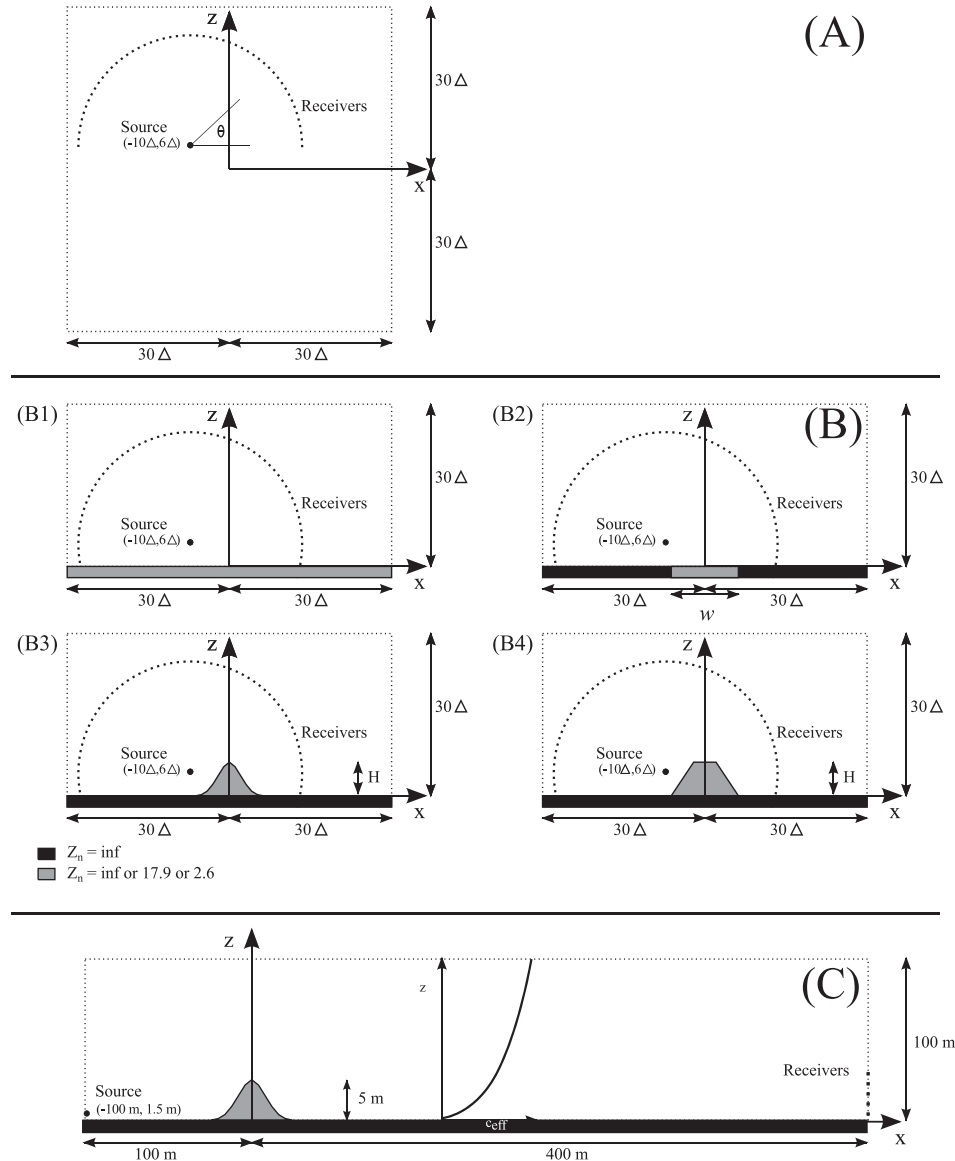 (A)
z
30 Δ
Receivers
Source
(-10Δ,6Δ)
θ
x
30 Δ
30 Δ
30 Δ
(B)
(B1)
z
30 Δ
Receivers
Source
(-10Δ,6Δ)
x
30 Δ
30 Δ
(B2)
z
30 Δ
Receivers
Source
(-10Δ,6Δ)
x
30 Δ
30 Δ
w
(B3)
z
30 Δ
Receivers
Source
(-10Δ,6Δ)
H
x
30 Δ
30 Δ
(B4)
z
30 Δ
Receivers
Source
(-10Δ,6Δ)
H
x
30 Δ
30 Δ
Zn = inf
Zn = inf or 17.9 or 2.6
(C)
z
z
100 m
Receivers
Source
(-100 m, 1.5 m)
5 m
ceff
x
100 m
400 m